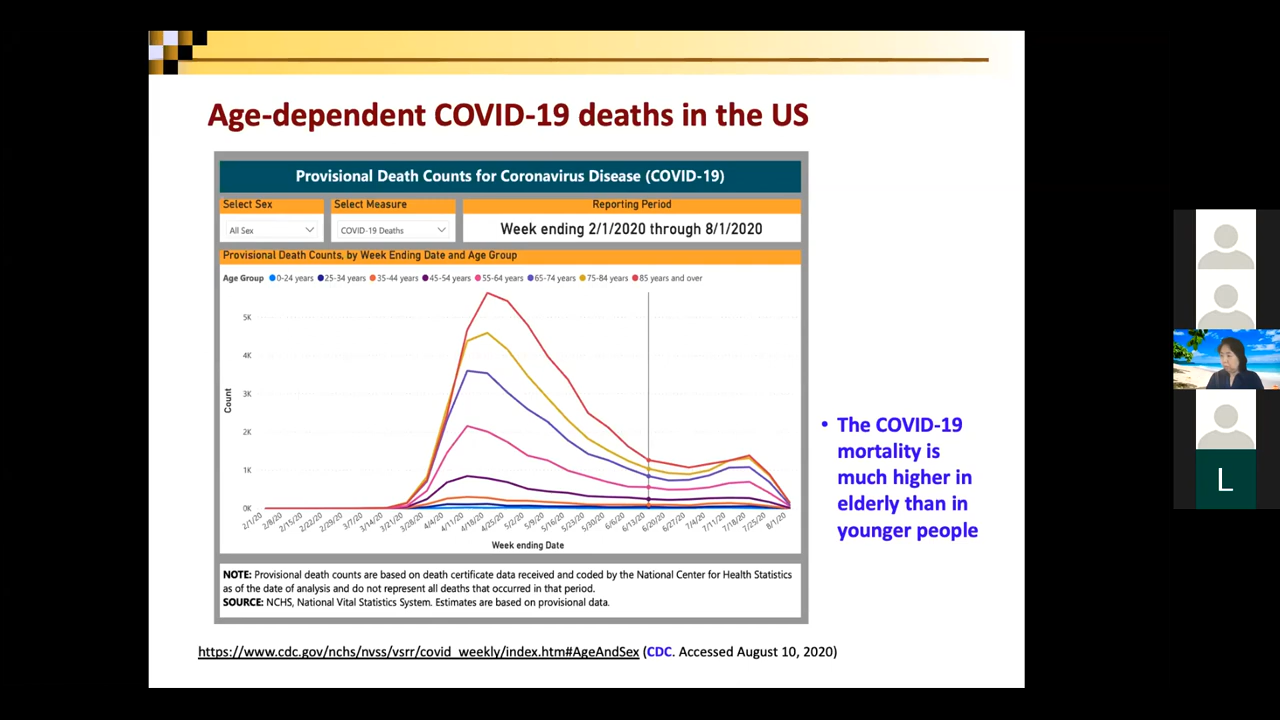 Age-dependent COVID-19 deaths in the US
Provisional Death Counts for Coronavirus Disease (COVID-19)
Select Sex
Select Measure
Reporting Period
All Sex
COVID-19 Deaths
Week ending 2/1/2020 through 8/1/2020
Provisional Death Counts, by Week Ending Date and Age Group
Age Group 0-24 years 25-34 years 35-44 years 45-54 years 55-64 years 65-74 years 75-84 years 85 years and over
5K
4K
3K
2K
1K
0K
Count
2/1/20 2/8/20 2/15/20 2/22/20 2/29/20 3/7/20 3/14/20 3/21/20 3/28/20 4/4/20 4/11/20 4/18/20 4/25/20 5/2/20 5/9/20 5/16/20 5/23/20 5/30/20 6/6/20 6/13/20 6/20/20 6/27/20 7/4/20 7/11/20 7/18/20 7/25/20 8/1/20
Week ending Date
• The COVID-19
mortality is
much higher in
elderly than in
younger people
NOTE: Provisional death counts are based on death certificate data received and coded by the National Center for Health Statistics
as of the date of analysis and do not represent all deaths that occurred in that period.
SOURCE: NCHS, National Vital Statistics System. Estimates are based on provisional data.
https://www.cdc.gov/nchs/nvss/vsrr/covid_weekly/index.htm#AgeAndSex (CDC. Accessed August 10, 2020)
L